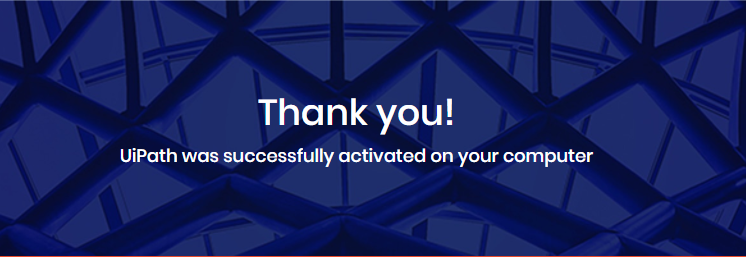 Thank you!
UiPath was successfully activated on your computer